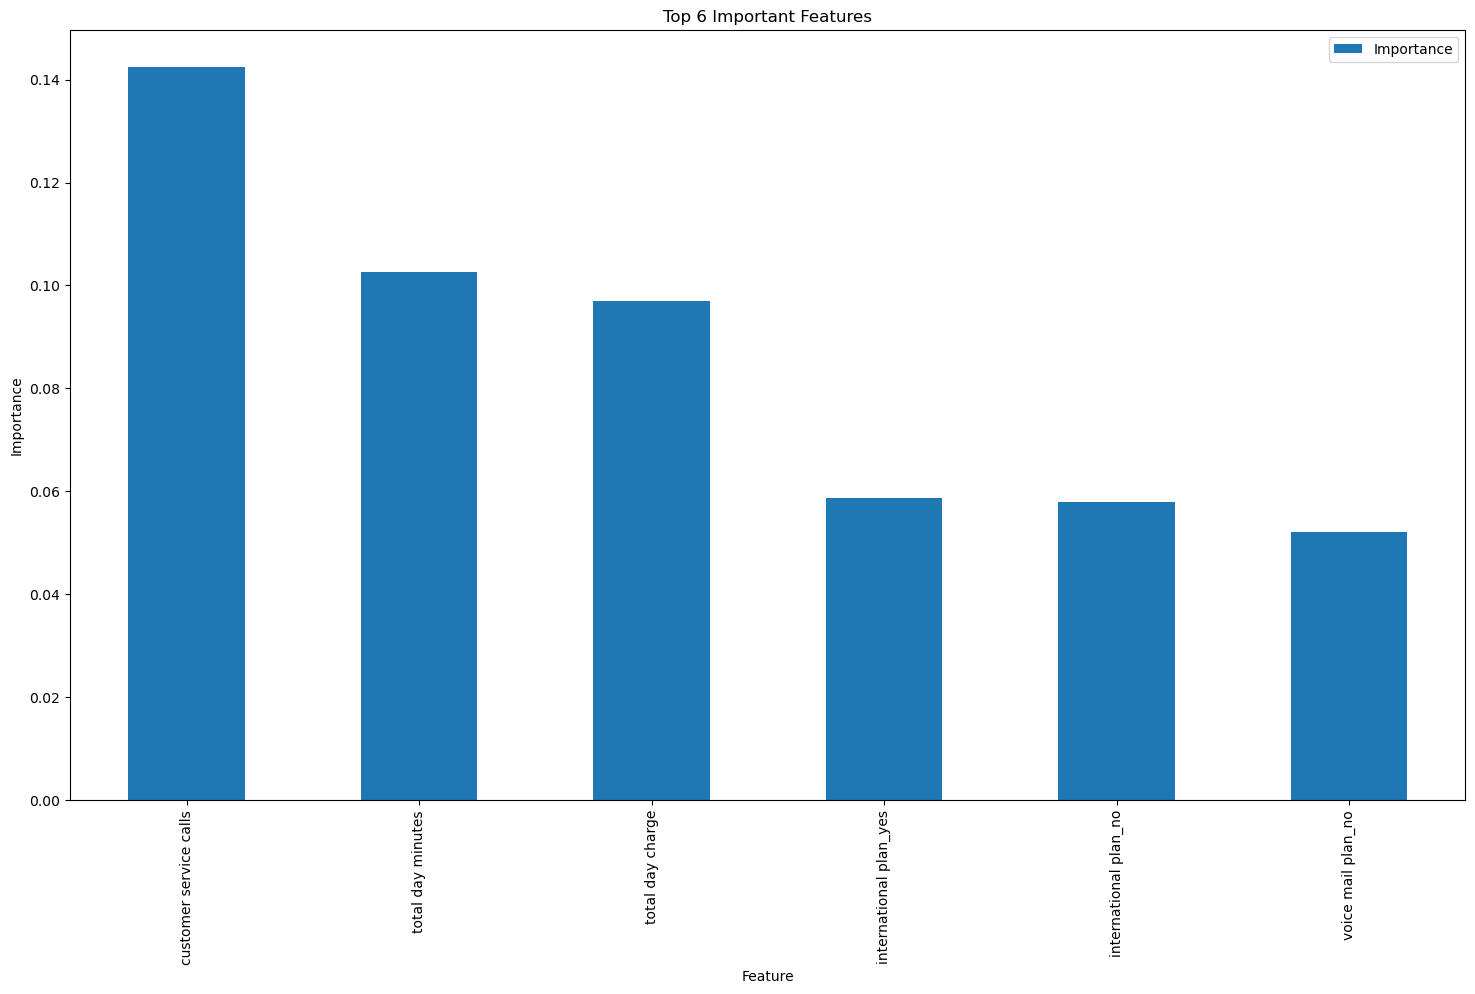 Top 6 Important Features
Importance
0.14
0.12
0.10
0.08
0.06
0.04
0.02
0.00
Importance
customer service calls
total day minutes
total day charge
international plan_yes
international plan_no
voice mail plan_no
Feature